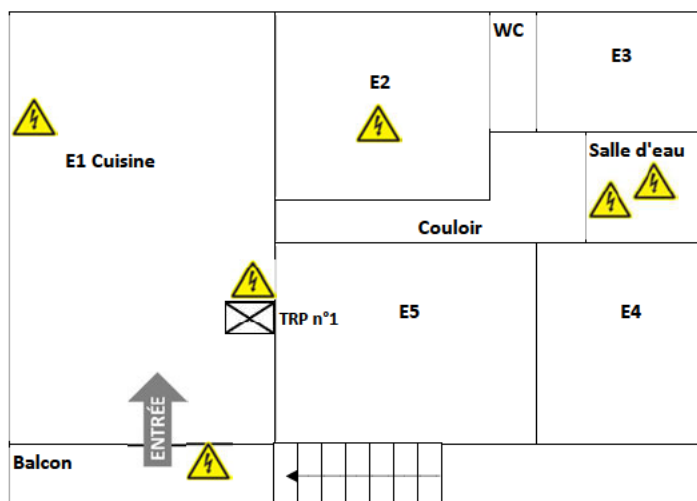 WC
E3
E2
E1 Cuisine
Salle d'eau
Couloir
TRP n°1
E5
E4
ENTRÉE
Balcon